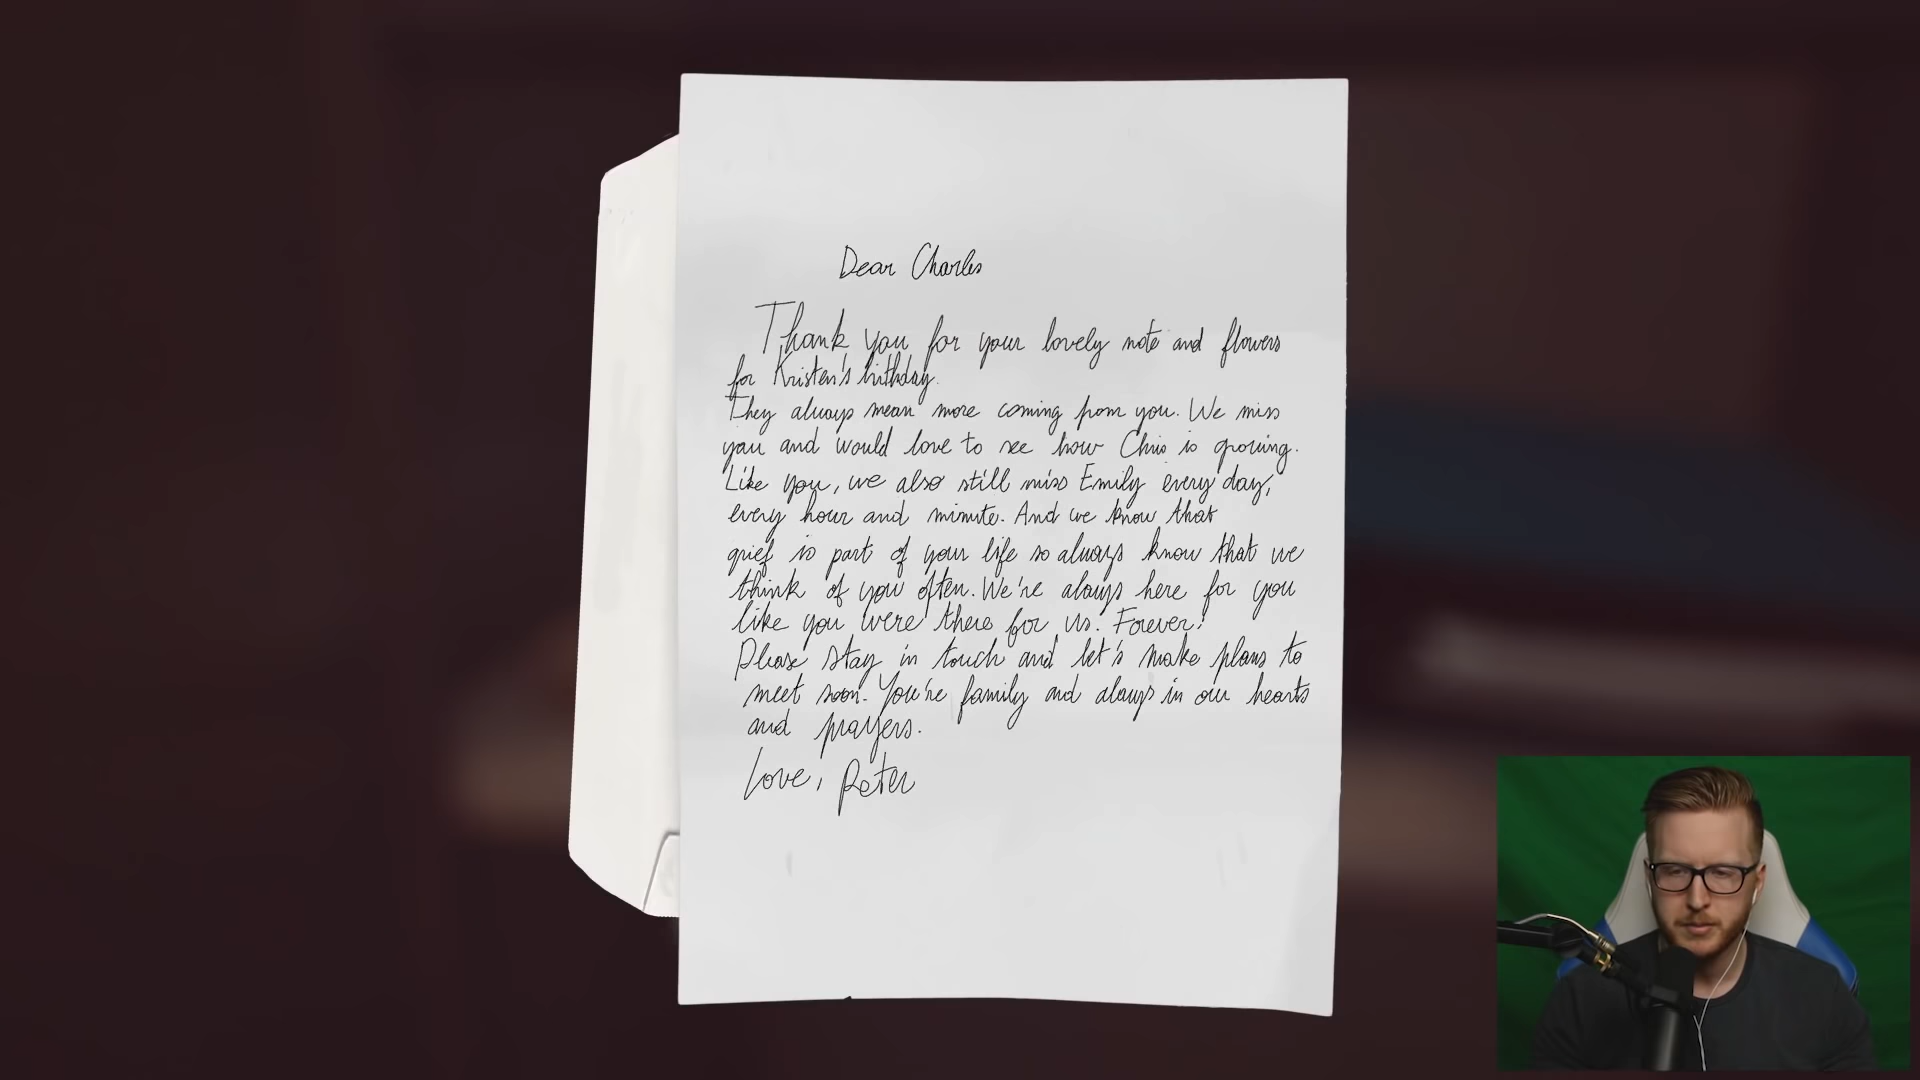 Dear Charles
Thank you for your lovely note and flowers
for Kristen's birthday.
They always mean more coming from you. We miss
you and would love to see how Chris is growing.
Like you, we also still miss Emily every day,
every hour and minute. And we know that
grief is part of your life so always know that we
think of you often. We're always here for you
like you were there for us. Forever!
Please stay in touch and let's make plans to
meet soon. You're family and always in our hearts
and prayers.
Love, Peter